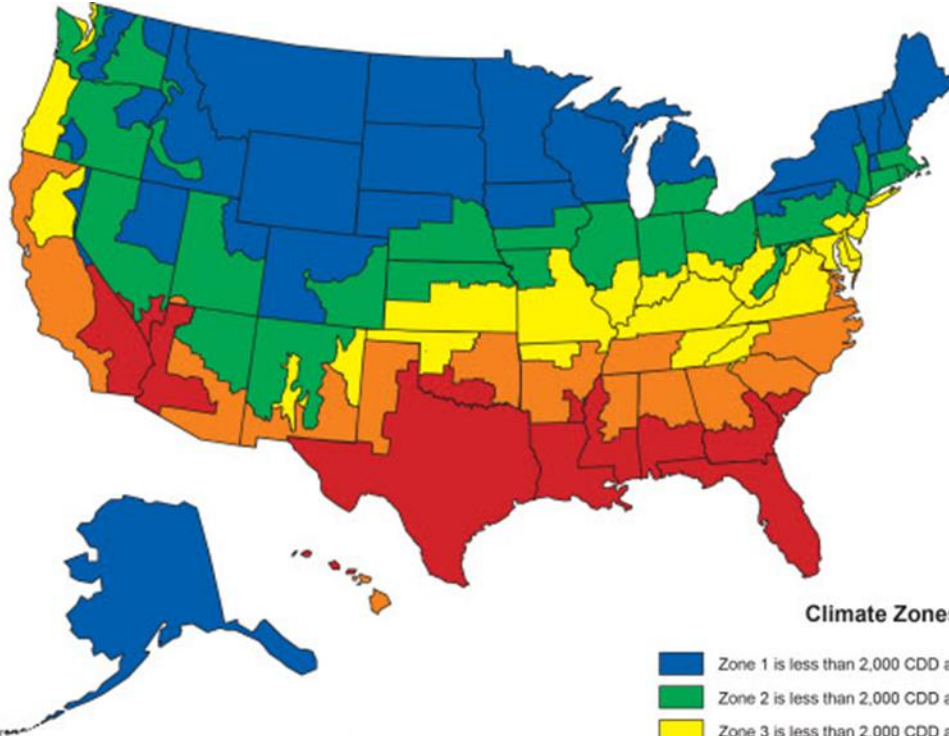 Climate Zone
Zone 1 is less than 2,000 CDD a
Zone 2 is less than 2,000 CDD a
Zone 3 is less than 2,000 CDD a